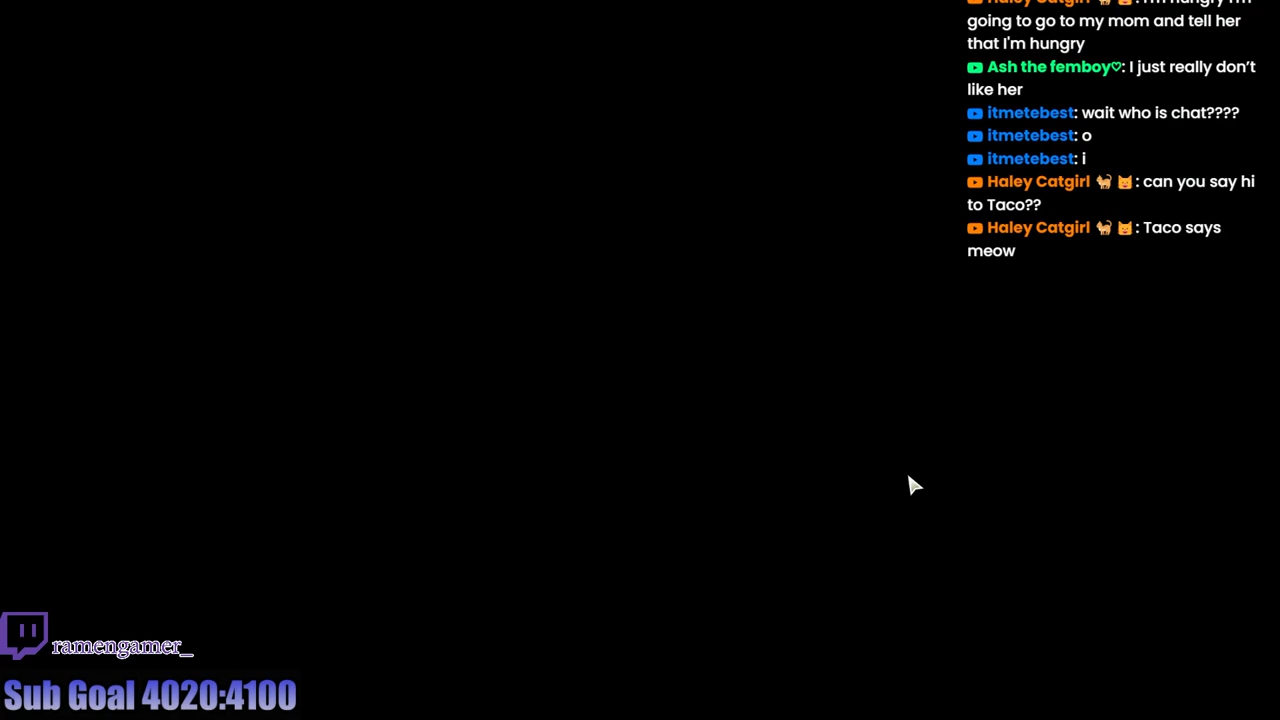 going to go to my mom and tell her
that I'm hungry
Ash the femboy♡: I just really don't
like her
itmetebest: wait who is chat????
itmetebest: o
itmetebest: i
Haley Catgirl 🐈 😺: can you say hi
to Taco??
Haley Catgirl 🐈 😺: Taco says
meow
ramengamer_
Sub Goal 4020:4100